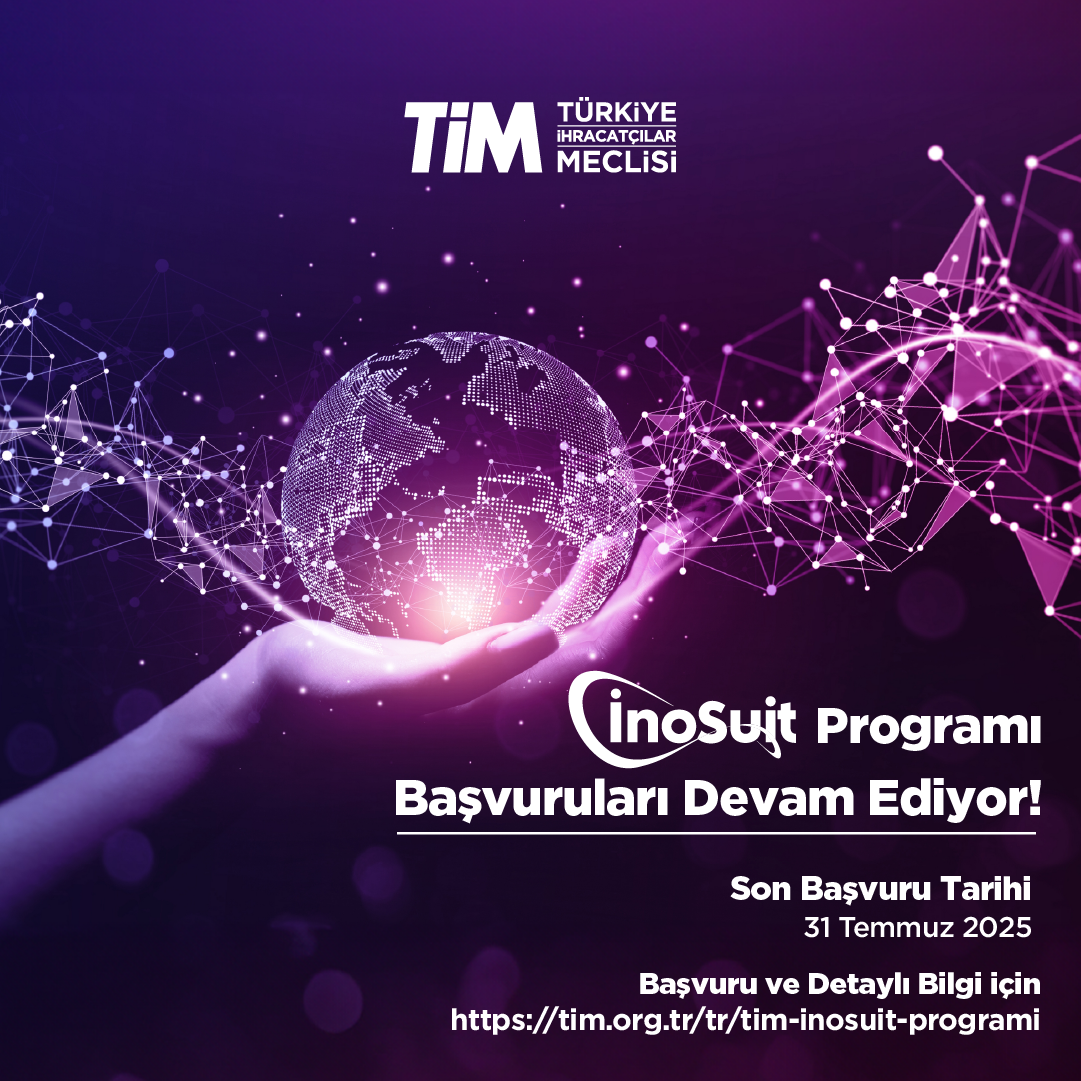 TİM
TÜRKİYE
İHRACATÇILAR
MECLİSİ
İnoSuit Programı
Başvuruları Devam Ediyor!
Son Başvuru Tarihi
31 Temmuz 2025
Başvuru ve Detaylı Bilgi için
https://tim.org.tr/tr/tim-inosuit-programi